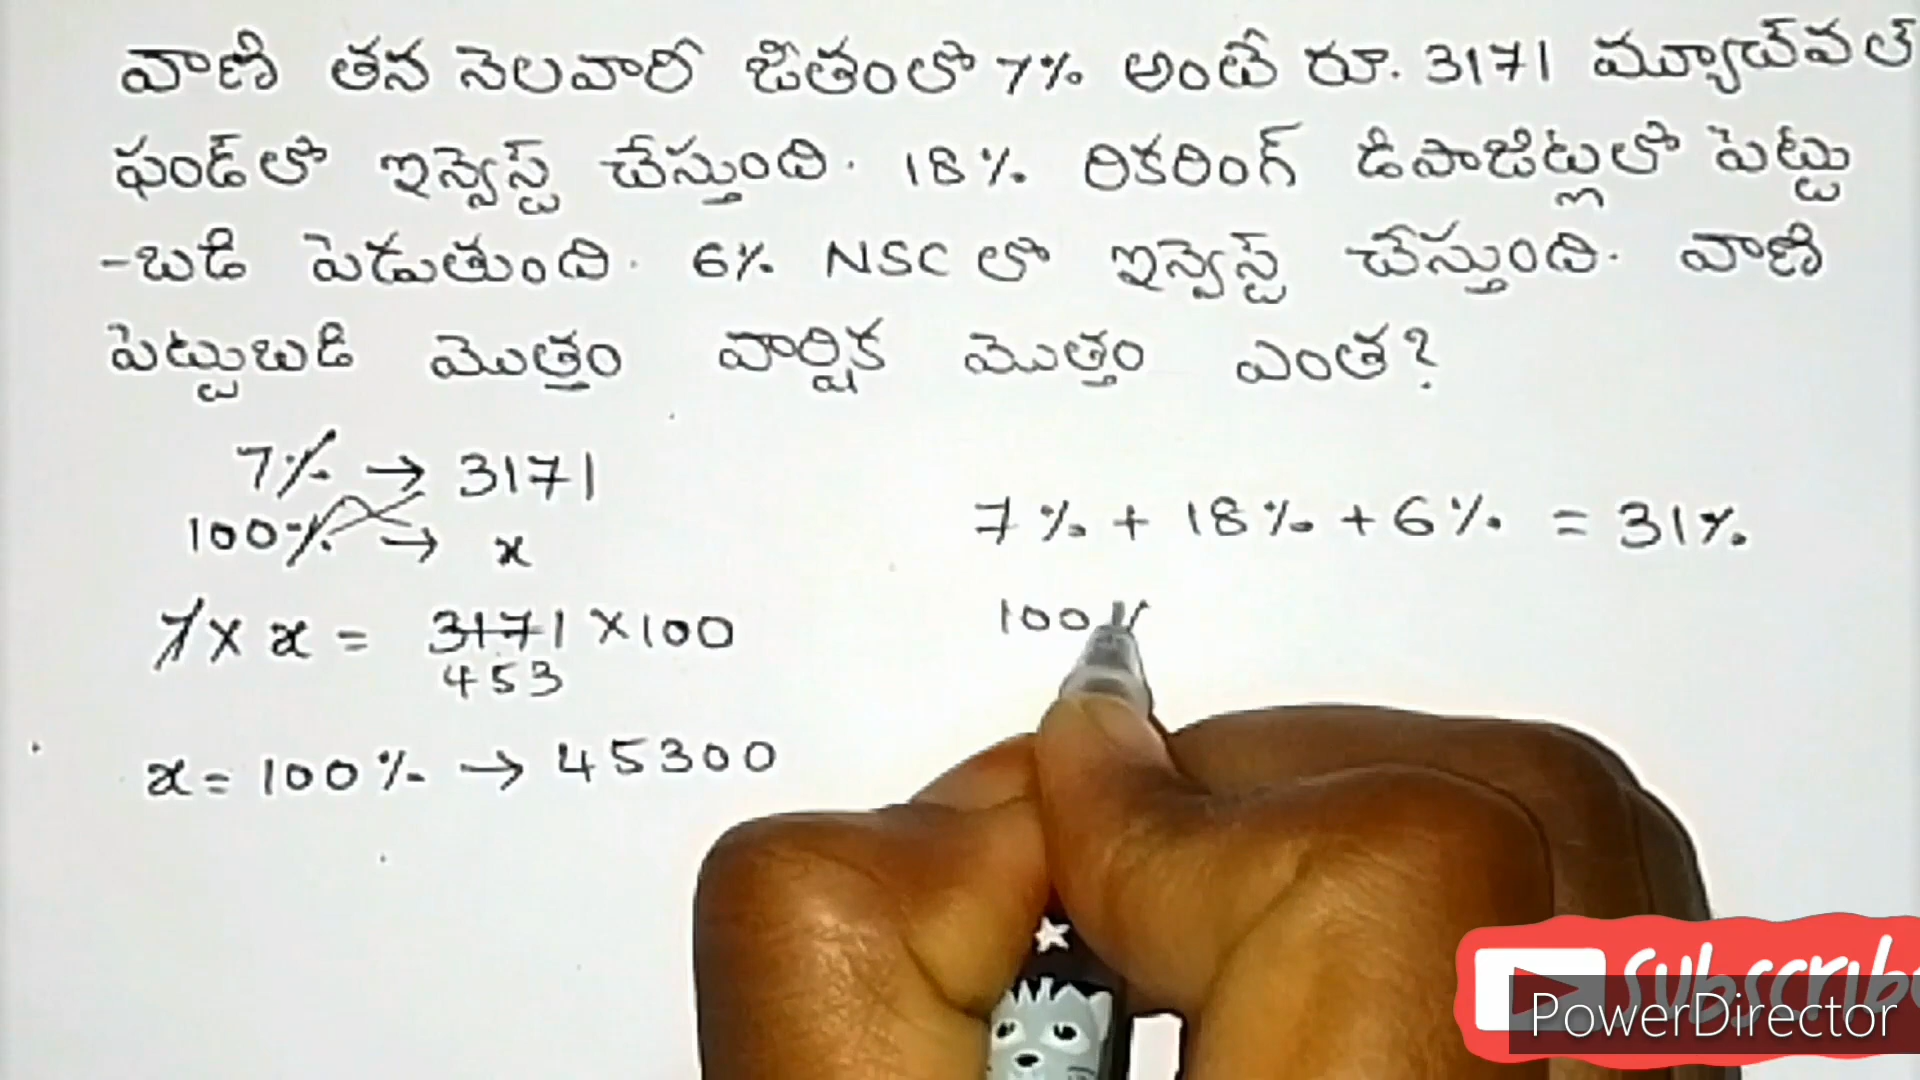 వాణి తన నెలవారీ జీతంలో 7% అంటే రూ. 3171 మ్యూచ్‌వల్
ఫండ్‌లో ఇన్వెస్ట్ చేస్తుంది. 18% రికరింగ్ డిపాజిట్లలో పెట్టు
-బడి పెడుతుంది. 6% NSC లో ఇన్వెస్ట్ చేస్తుంది. వాణి
పెట్టుబడి మొత్తం వార్షిక మొత్తం ఎంత?
7% → 3171
100% → x
7 × x = 3171 × 100
453
x = 100% → 45300
7% + 18% + 6% = 31%
100%
Subscribe
PowerDirector